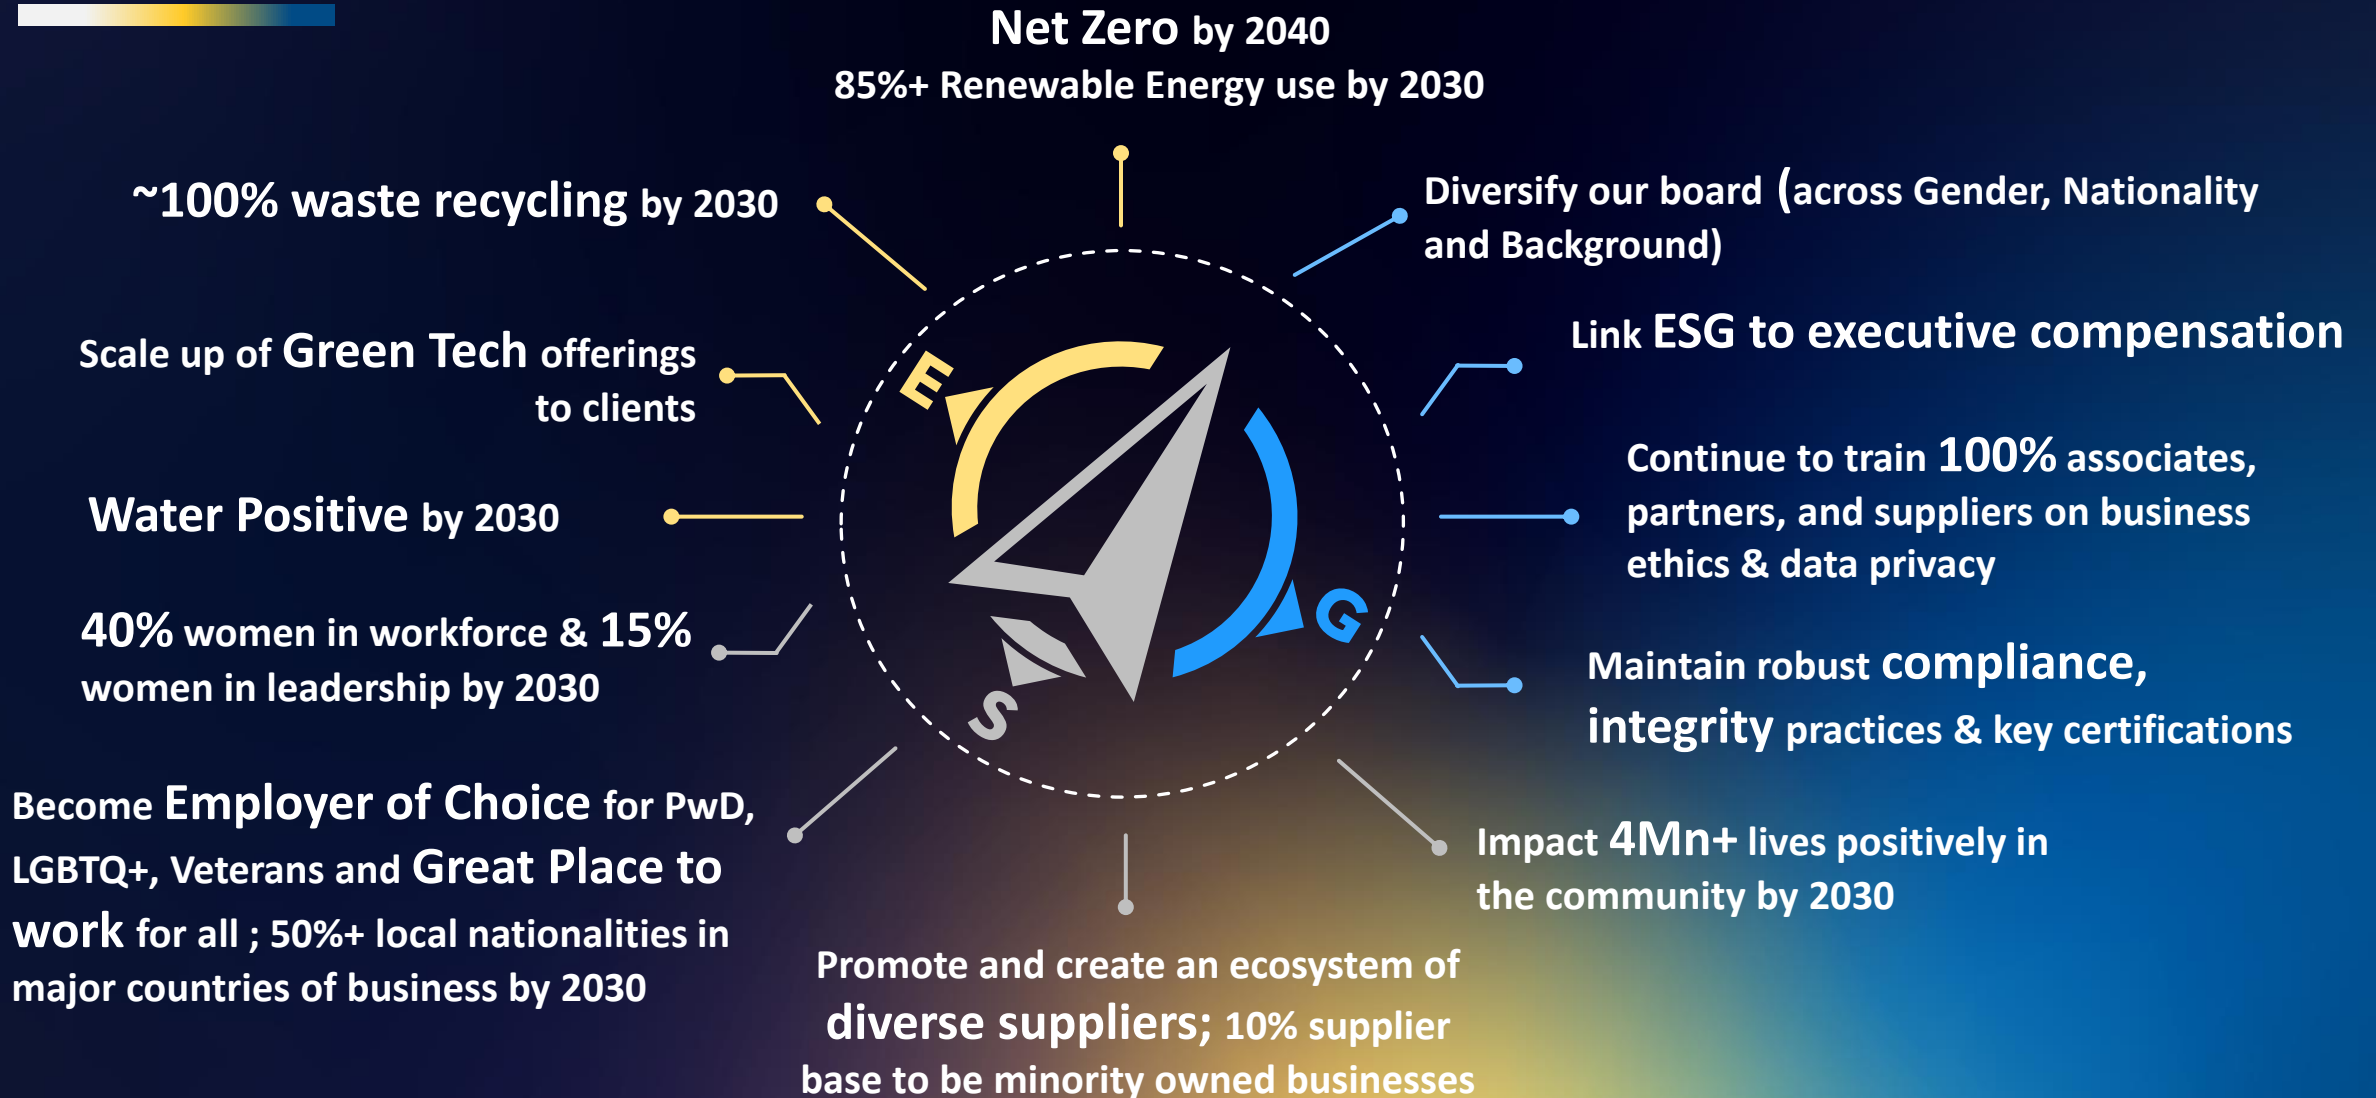 Net Zero by 2040
85%+ Renewable Energy use by 2030
~100% waste recycling by 2030
Scale up of Green Tech offerings
to clients
Water Positive by 2030
40% women in workforce & 15%
women in leadership by 2030
Become Employer of Choice for PwD,
LGBTQ+, Veterans and Great Place to
work for all ; 50%+ local nationalities in
major countries of business by 2030
E
S
G
Diversify our board (across Gender, Nationality
and Background)
Link ESG to executive compensation
Continue to train 100% associates,
partners, and suppliers on business
ethics & data privacy
Maintain robust compliance,
integrity practices & key certifications
Impact 4Mn+ lives positively in
the community by 2030
Promote and create an ecosystem of
diverse suppliers; 10% supplier
base to be minority owned businesses